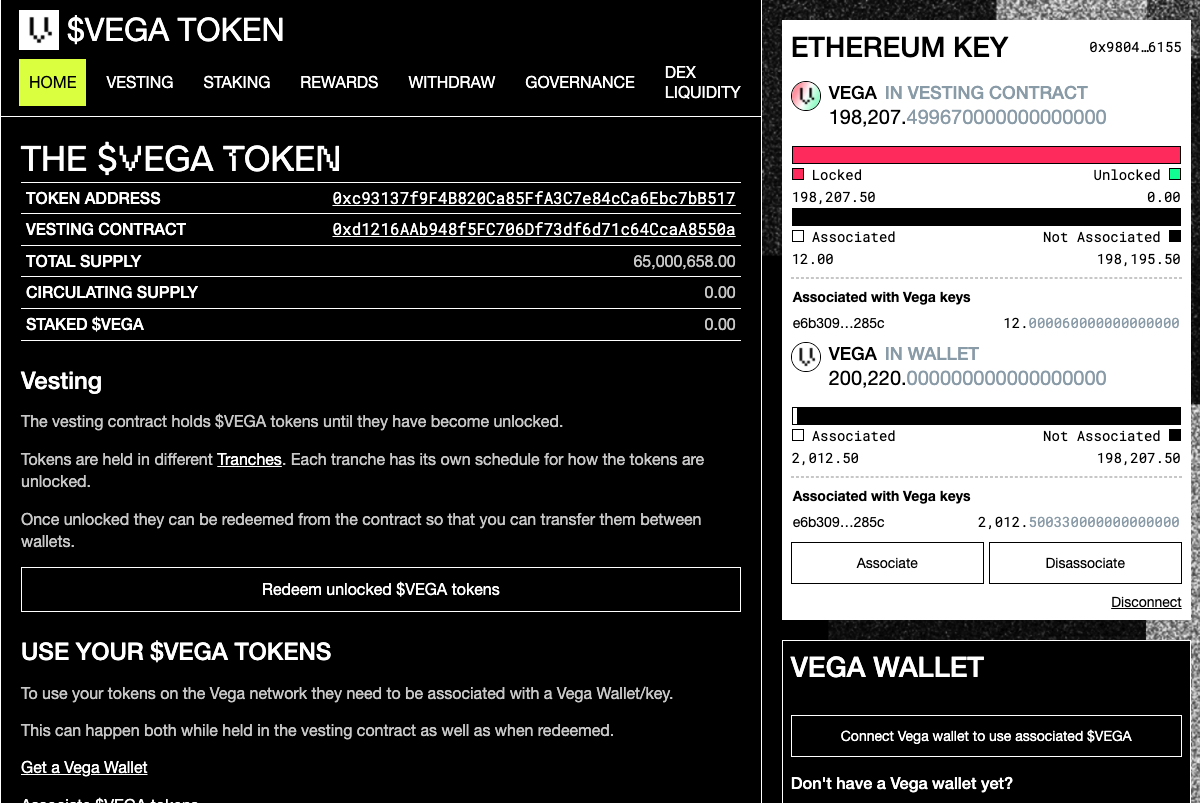 $VEGA TOKEN
HOME VESTING STAKING REWARDS WITHDRAW GOVERNANCE DEX LIQUIDITY
THE $VEGA TOKEN
TOKEN ADDRESS 0xc93137f9F4B820Ca85FfA3C7e84cCa6Ebc7bB517
VESTING CONTRACT 0xd1216AAb948f5FC706Df73df6d71c64CcaA8550a
TOTAL SUPPLY 65,000,658.00
CIRCULATING SUPPLY 0.00
STAKED $VEGA 0.00
Vesting
The vesting contract holds $VEGA tokens until they have become unlocked.
Tokens are held in different Tranches. Each tranche has its own schedule for how the tokens are
unlocked.
Once unlocked they can be redeemed from the contract so that you can transfer them between
wallets.
Redeem unlocked $VEGA tokens
USE YOUR $VEGA TOKENS
To use your tokens on the Vega network they need to be associated with a Vega Wallet/key.
This can happen both while held in the vesting contract as well as when redeemed.
Get a Vega Wallet
Associate $VEGA tokens
ETHEREUM KEY 0x9804…6155
VEGA IN VESTING CONTRACT
198,207.499670000000000000
Locked Unlocked
198,207.50 0.00
Associated Not Associated
12.00 198,195.50
Associated with Vega keys
e6b309…285c 12.000060000000000000
VEGA IN WALLET
200,220.000000000000000000
Associated Not Associated
2,012.50 198,207.50
Associated with Vega keys
e6b309…285c 2,012.500330000000000000
Associate Disassociate
Disconnect
VEGA WALLET
Connect Vega wallet to use associated $VEGA
Don't have a Vega wallet yet?